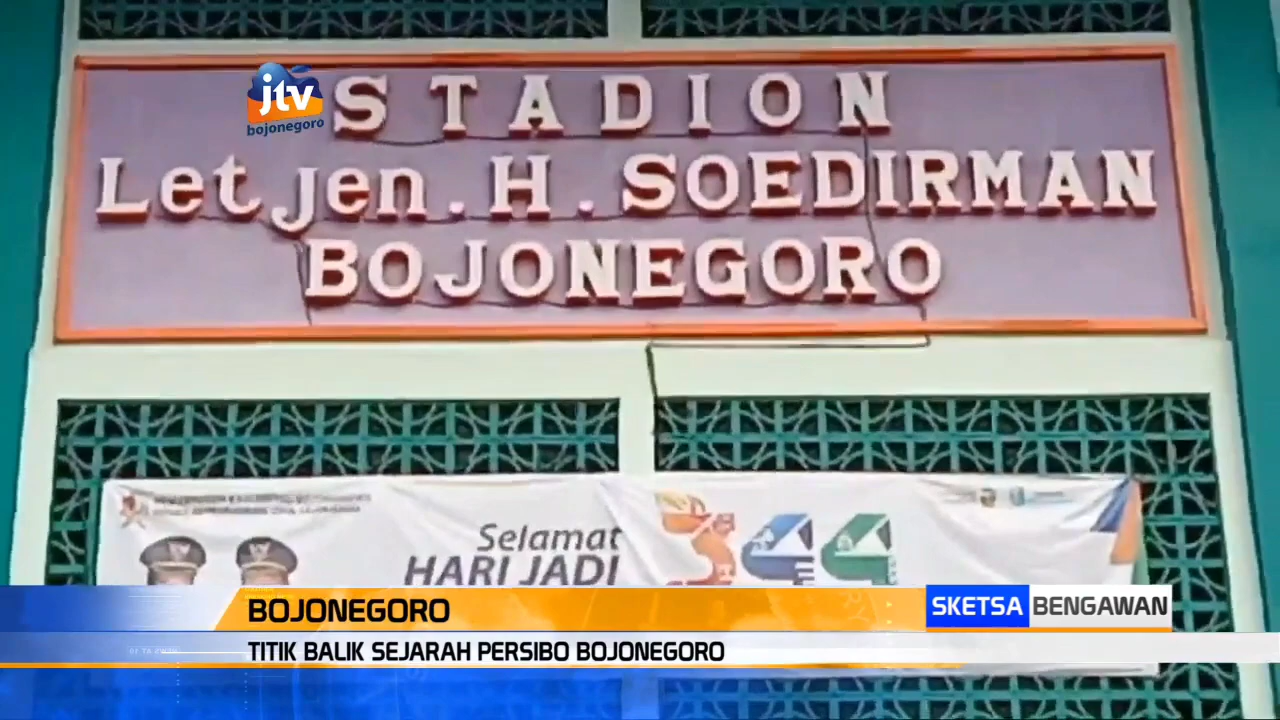 jtv
bojonegoro
STADION
Letjen. H. SOEDIRMAN
BOJONEGORO
Selamat
HARI JADI
BOJONEGORO
SKETSA BENGAWAN
TITIK BALIK SEJARAH PERSIBO BOJONEGORO